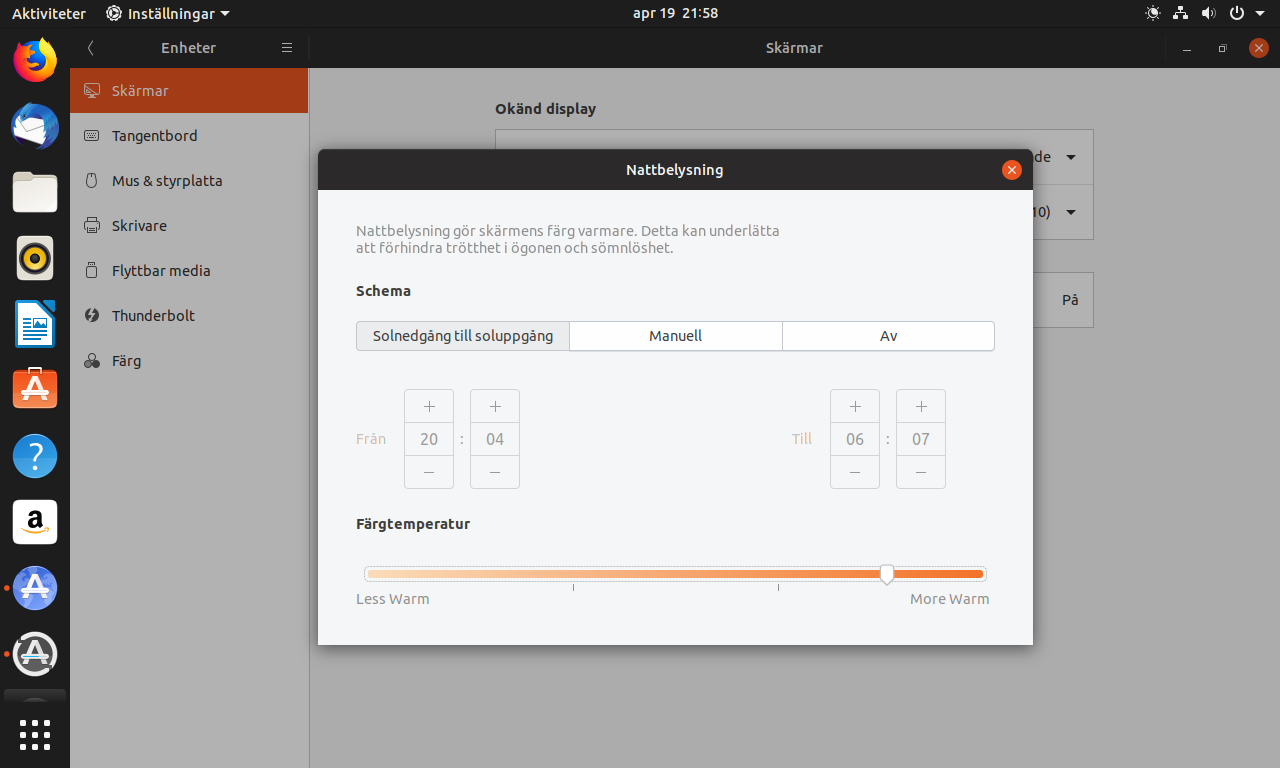 Aktiviteter
Inställningar
apr 19 21:58
Enheter
Skärmar
Skärmar
Tangentbord
Mus & styrplatta
Skrivare
Flyttbar media
Thunderbolt
Färg
Okänd display
Nattbelysning
Nattbelysning gör skärmens färg varmare. Detta kan underlätta
att förhindra trötthet i ögonen och sömnlöshet.
Schema
Solnedgång till soluppgång
Manuell
Av
På
Från
20 : 04
Till
06 : 07
Färgtemperatur
Less Warm
More Warm